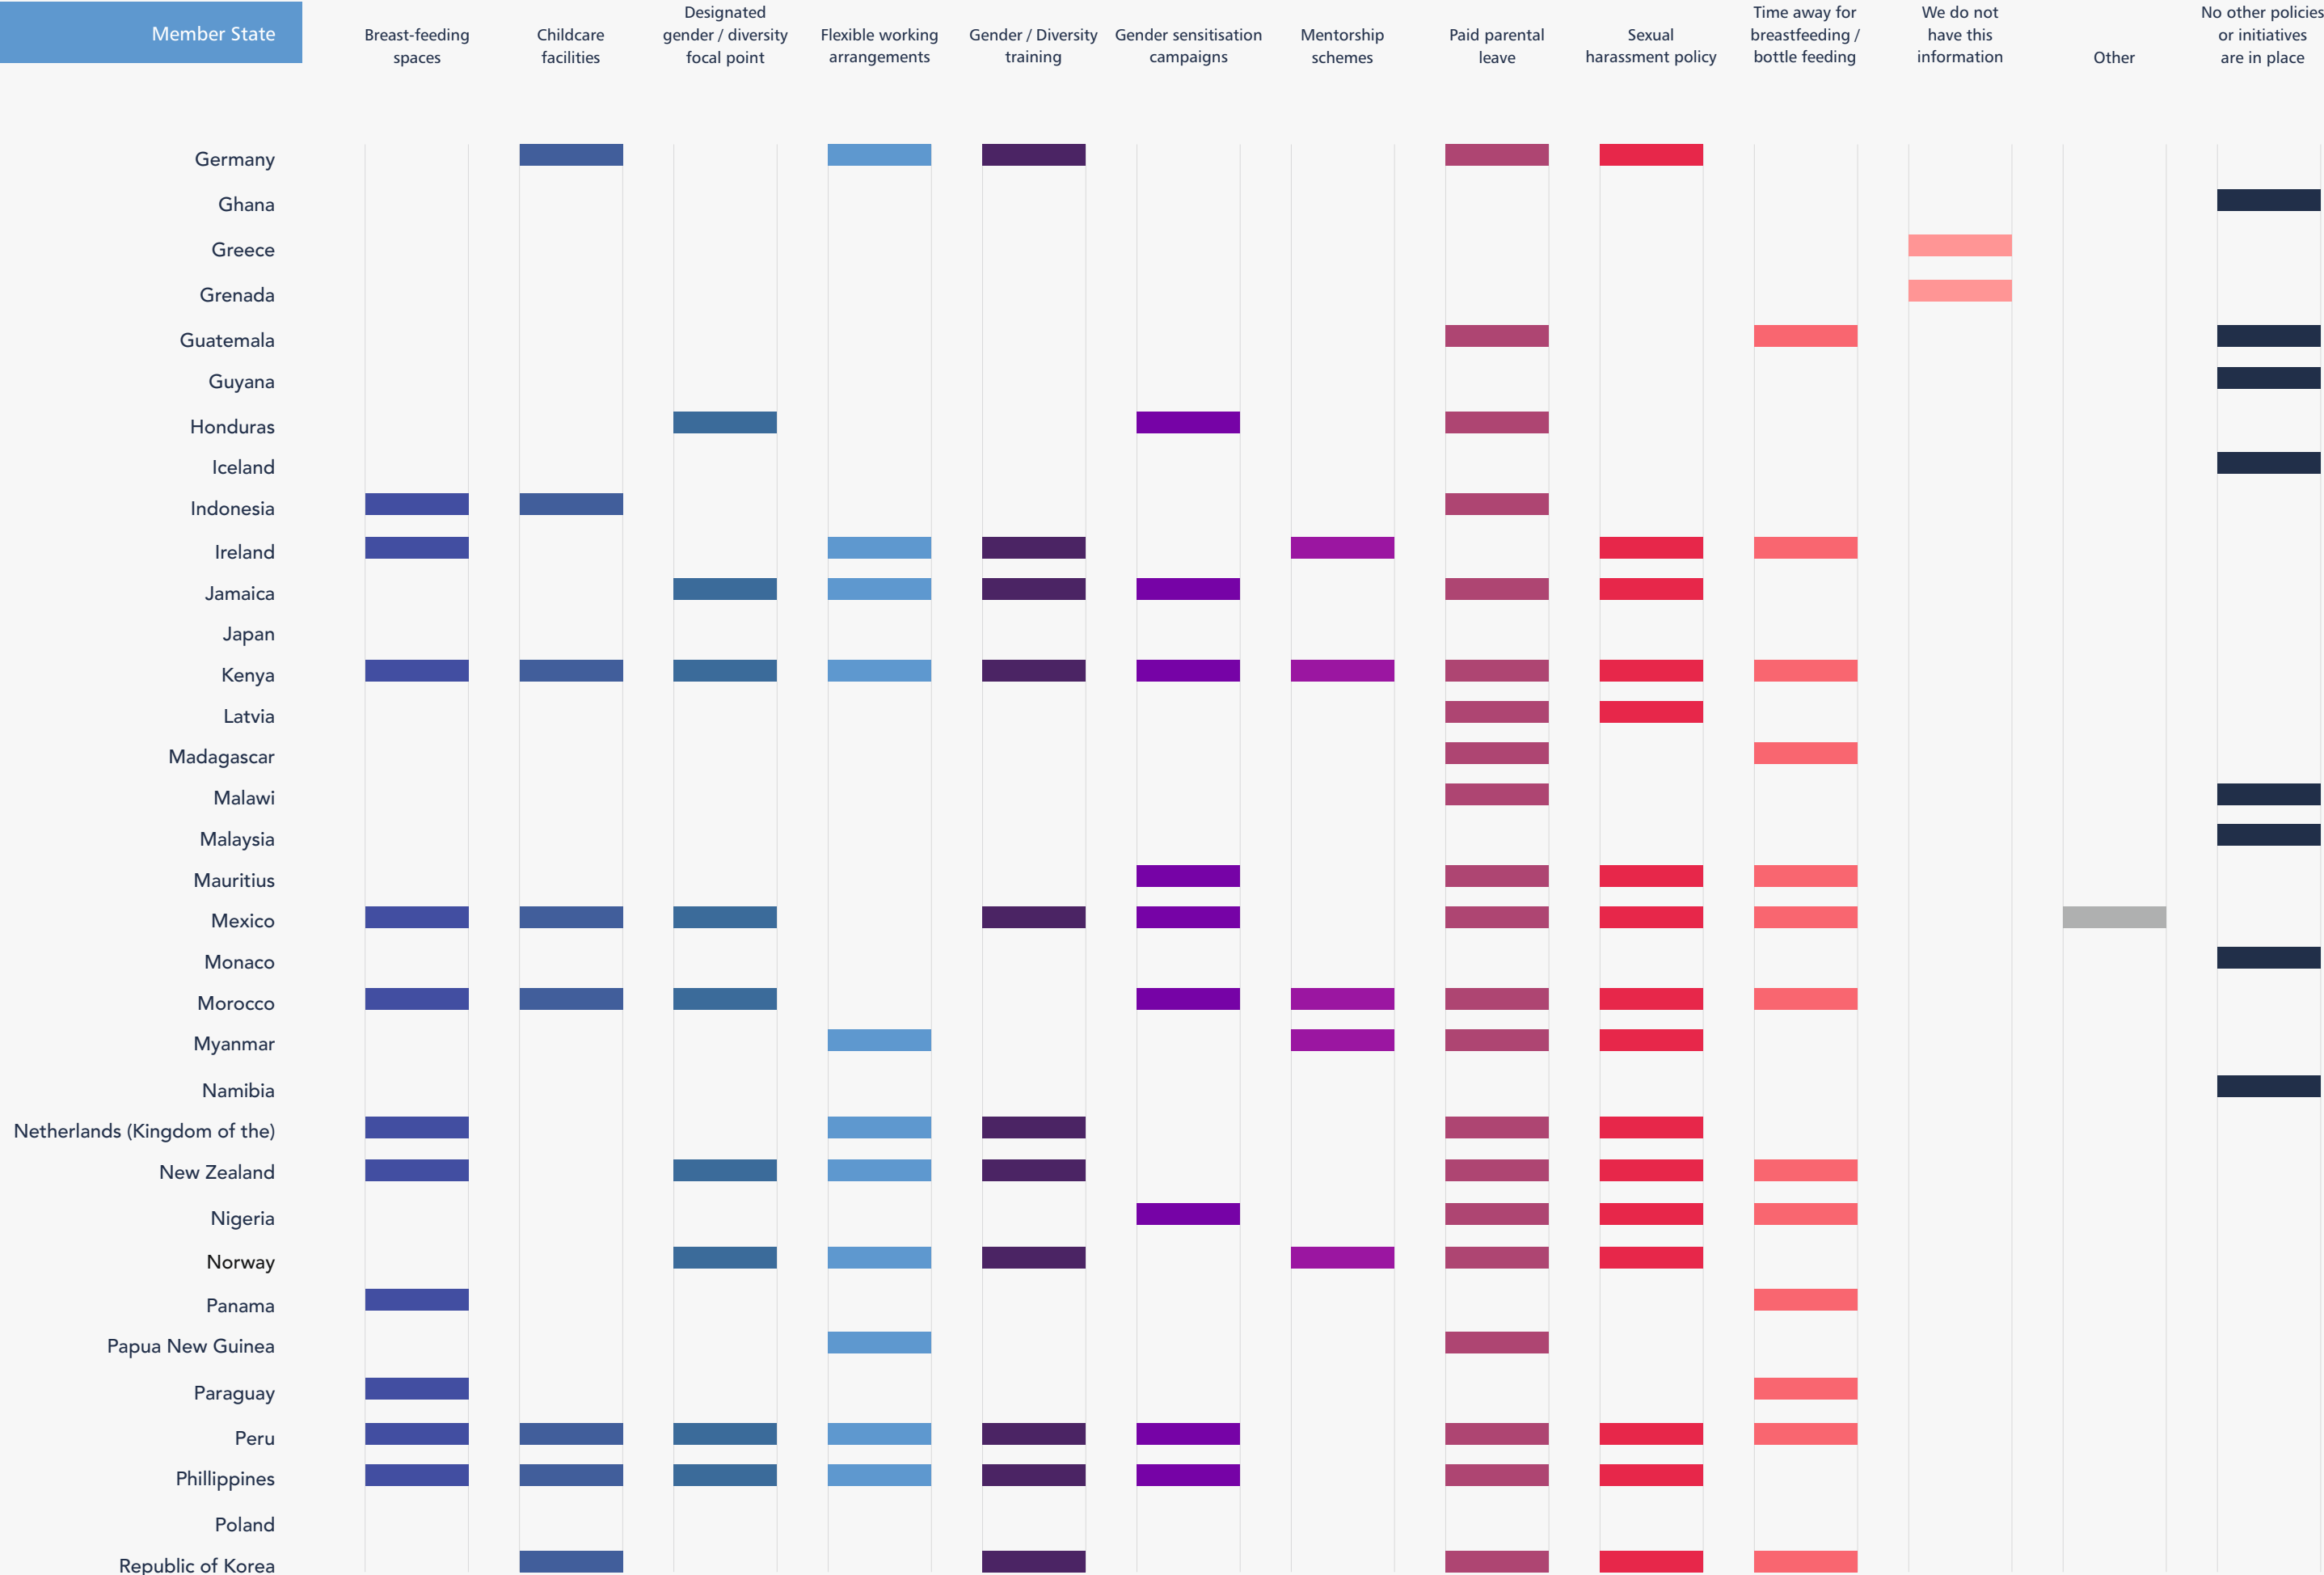 Member State
Breast-feeding
spaces
Childcare
facilities
Designated
gender / diversity
focal point
Flexible working
arrangements
Gender / Diversity
training
Gender sensitisation
campaigns
Mentorship
schemes
Paid parental
leave
Sexual
harassment policy
Time away for
breastfeeding /
bottle feeding
We do not
have this
information
Other
No other policies
or initiatives
are in place
Germany
Ghana
Greece
Grenada
Guatemala
Guyana
Honduras
Iceland
Indonesia
Ireland
Jamaica
Japan
Kenya
Latvia
Madagascar
Malawi
Malaysia
Mauritius
Mexico
Monaco
Morocco
Myanmar
Namibia
Netherlands (Kingdom of the)
New Zealand
Nigeria
Norway
Panama
Papua New Guinea
Paraguay
Peru
Phillippines
Poland
Republic of Korea